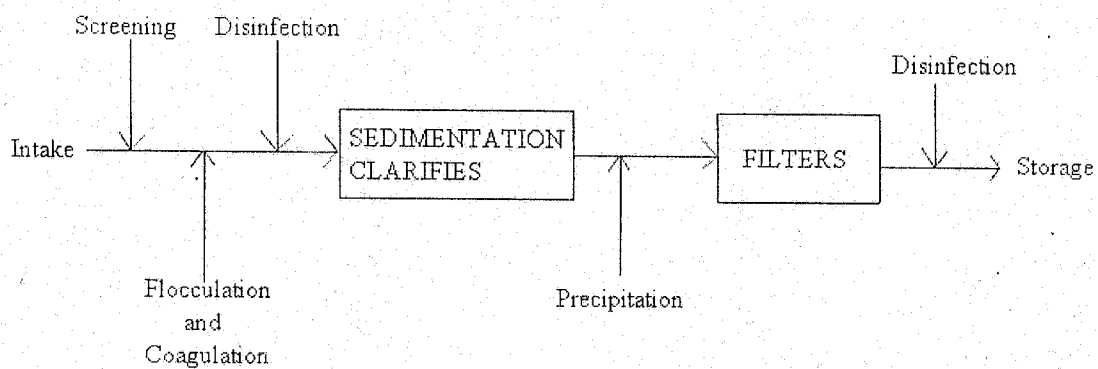 Screening
Disinfection
Disinfection
Intake
SEDIMENTATION
CLARIFIES
FILTERS
Storage
Flocculation
and
Coagulation
Precipitation